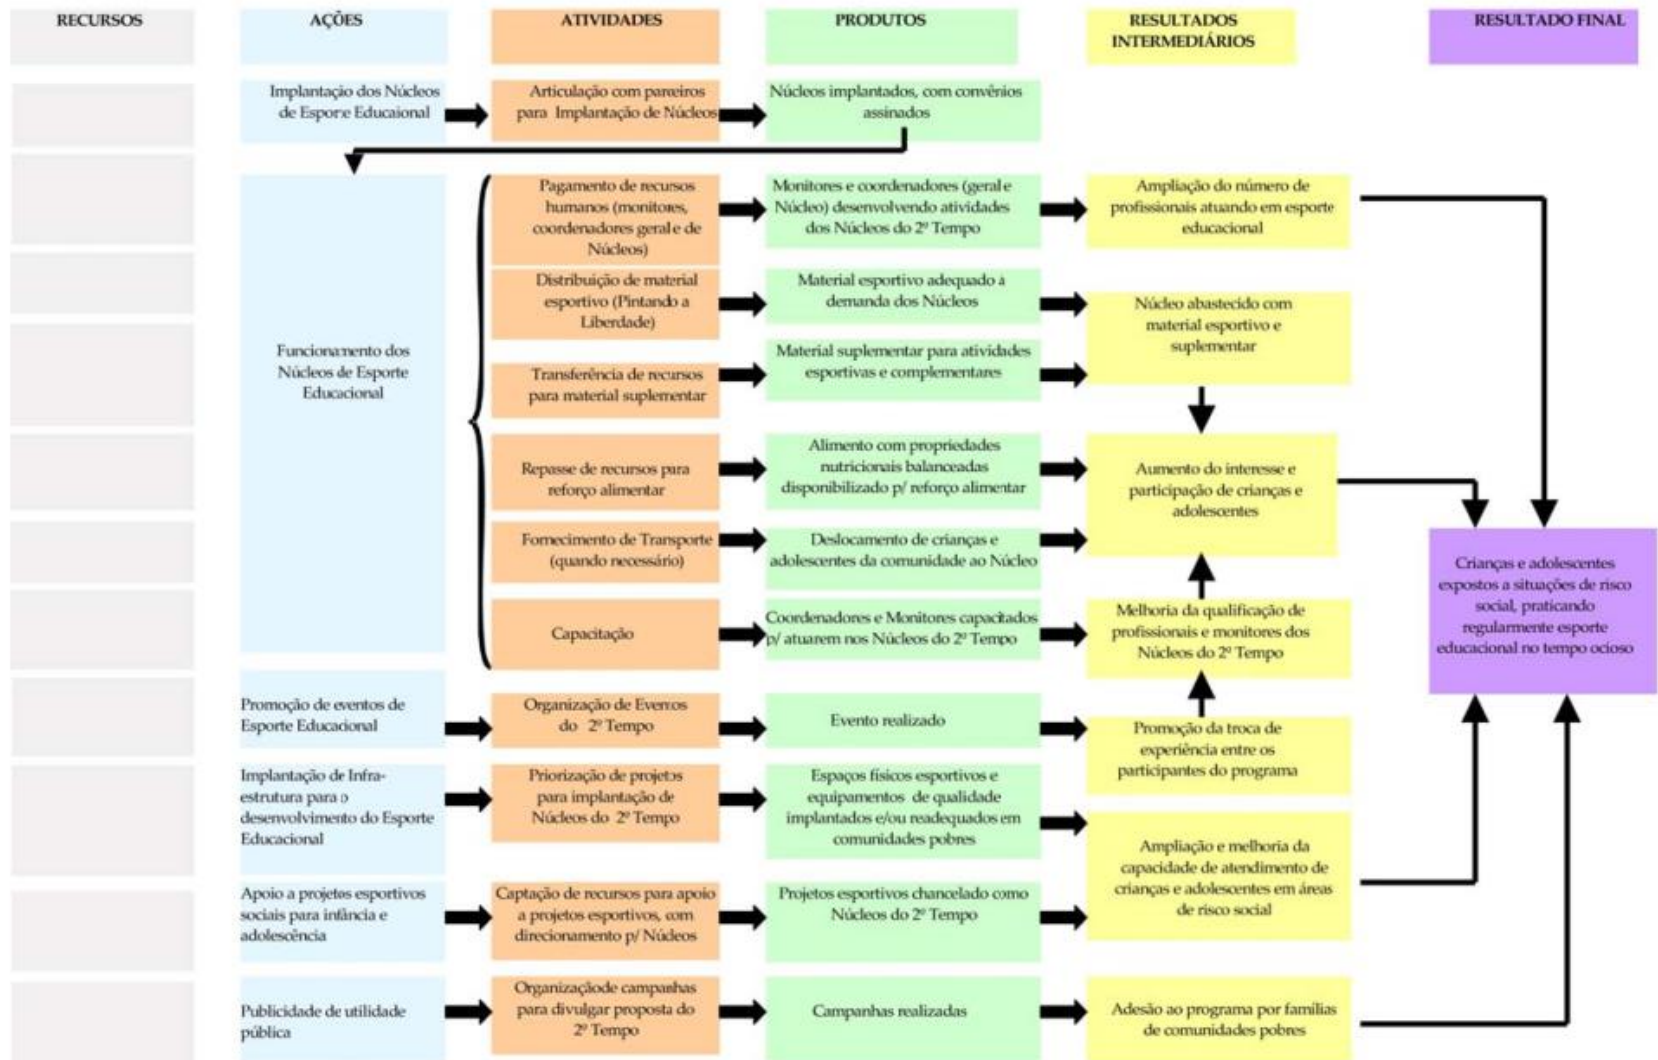 RECURSOS
AÇÕES
ATIVIDADES
PRODUTOS
RESULTADOS
INTERMEDIÁRIOS
RESULTADO FINAL
Implantação dos Núcleos
de Esporte Educaional
Articulação com parceiros
para Implantação de Núcleos
Núcleos implantados, com convênios
assinados
Funcionamento dos
Núcleos de Esporte
Educacional
Pagamento de recursos
humanos (monitores,
coordenadores geral e de
Núcleos)
Monitores e coordenadores (geral e
Núcleo) desenvolvendo atividades
dos Núcleos do 2º Tempo
Ampliação do número de
profissionais atuando em esporte
educacional
Distribuição de material
esportivo (Pintando a
Liberdade)
Material esportivo adequado à
demanda dos Núcleos
Núcleo abastecido com
material esportivo e
suplementar
Transferência de recursos
para material suplementar
Material suplementar para atividades
esportivas e complementares
Repasse de recursos para
reforço alimentar
Alimento com propriedades
nutricionais balanceadas
disponibilizado p/ reforço alimentar
Aumento do interesse e
participação de crianças e
adolescentes
Fornecimento de Transporte
(quando necessário)
Deslocamento de crianças e
adolescentes da comunidade ao Núcleo
Capacitação
Coordenadores e Monitores capacitados
p/ atuarem nos Núcleos do 2º Tempo
Melhoria da qualificação de
profissionais e monitores dos
Núcleos do 2º Tempo
Crianças e adolescentes
expostos a situações de risco
social, praticando
regularmente esporte
educacional no tempo ocioso
Promoção de eventos de
Esporte Educacional
Organização de Eventos
do 2º Tempo
Evento realizado
Promoção da troca de
experiência entre os
participantes do programa
Implantação de Infra-
estrutura para o
desenvolvimento do Esporte
Educacional
Priorização de projetos
para implantação de
Núcleos do 2º Tempo
Espaços físicos esportivos e
equipamentos de qualidade
implantados e/ou readequados em
comunidades pobres
Ampliação e melhoria da
capacidade de atendimento de
crianças e adolescentes em áreas
de risco social
Apoio a projetos esportivos
sociais para infância e
adolescência
Captação de recursos para apoio
a projetos esportivos, com
direcionamento p/ Núcleos
Projetos esportivos chancelado como
Núcleos do 2º Tempo
Publicidade de utilidade
pública
Organizaçãode campanhas
para divulgar proposta do
2º Tempo
Campanhas realizadas
Adesão ao programa por famílias
de comunidades pobres